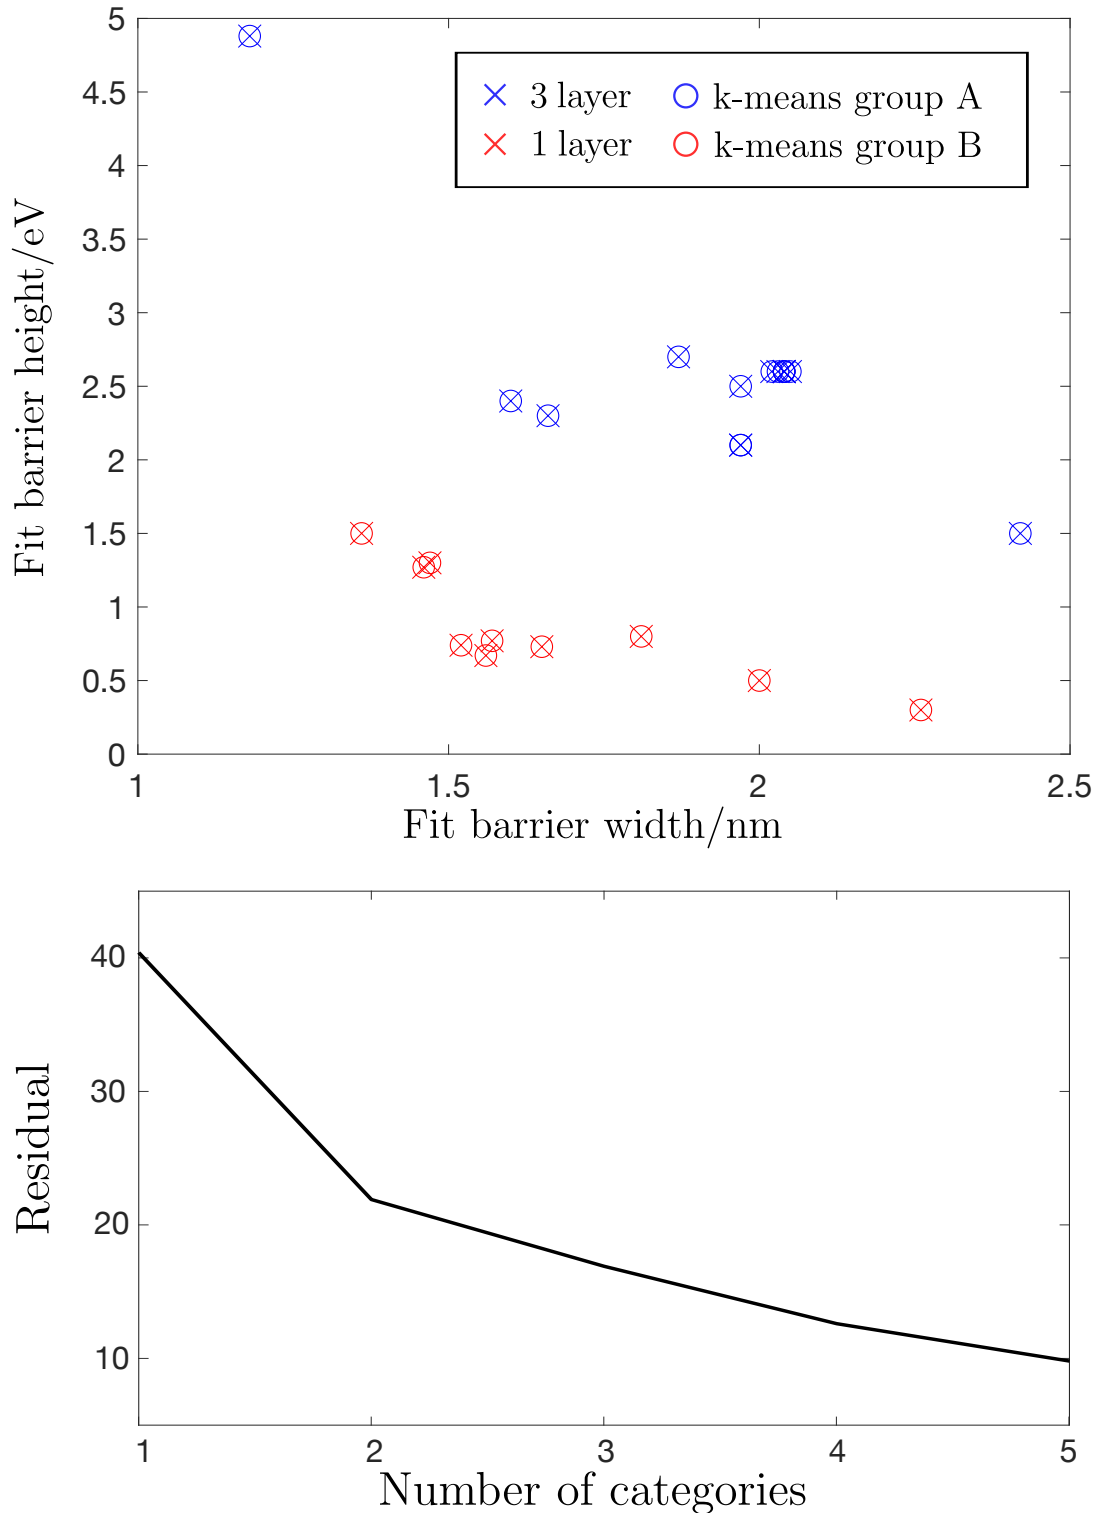 5
4.5
4
3.5
3
2.5
2
1.5
1
0.5
0
Fit barrier height/eV
3 layer k-means group A
1 layer k-means group B
1 1.5 2 2.5
Fit barrier width/nm
40
30
20
10
Residual
1 2 3 4 5
Number of categories